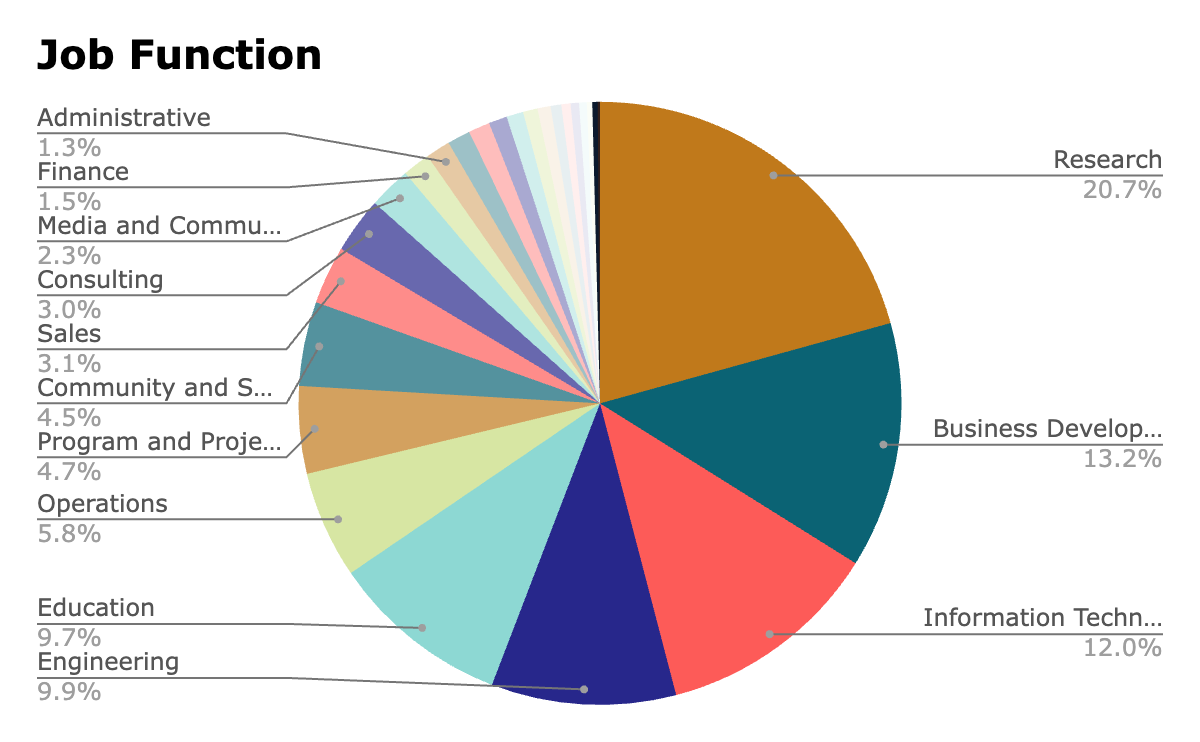 Job Function
Administrative
1.3%
Finance
1.5%
Media and Commu...
2.3%
Consulting
3.0%
Sales
3.1%
Community and S...
4.5%
Program and Proje...
4.7%
Operations
5.8%
Education
9.7%
Engineering
9.9%
Research
20.7%
Business Develop...
13.2%
Information Techn...
12.0%